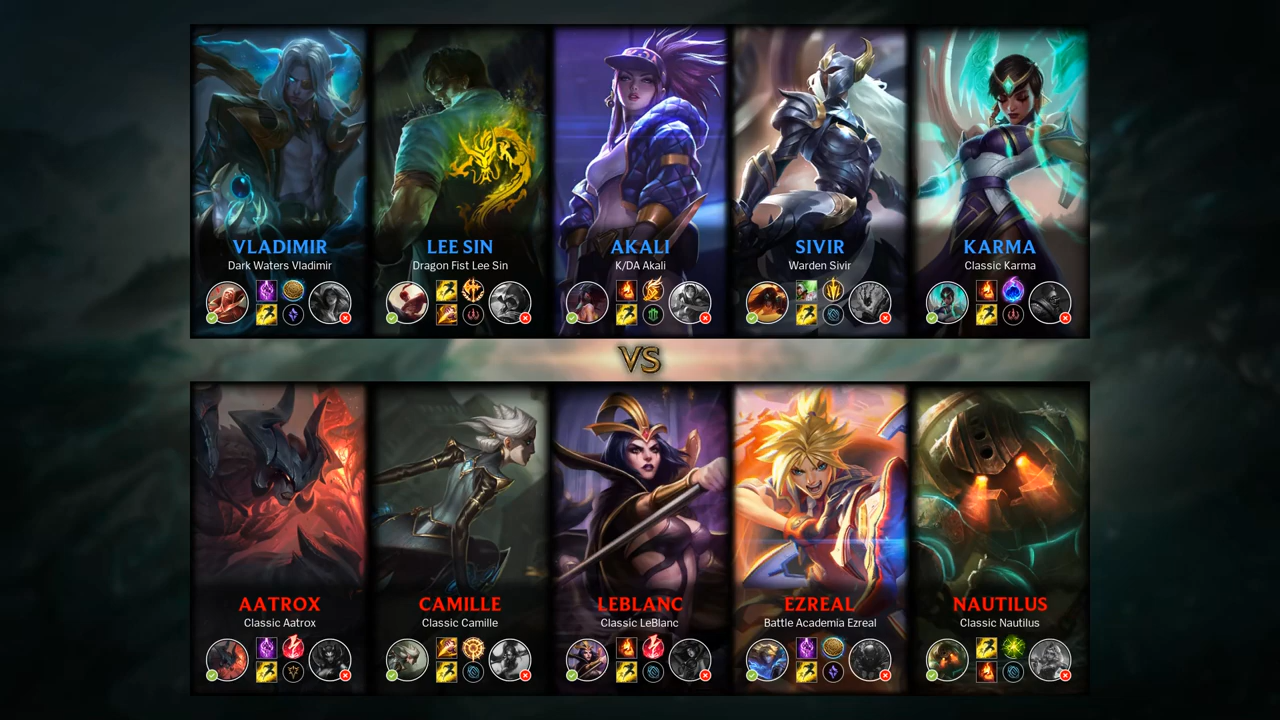 VLADIMIR
Dark Waters Vladimir
LEE SIN
Dragon Fist Lee Sin
AKALI
K/DA Akali
SIVIR
Warden Sivir
KARMA
Classic Karma
VS
AATROX
Classic Aatrox
CAMILLE
Classic Camille
LEBLANC
Classic LeBlanc
EZREAL
Battle Academia Ezreal
NAUTILUS
Classic Nautilus